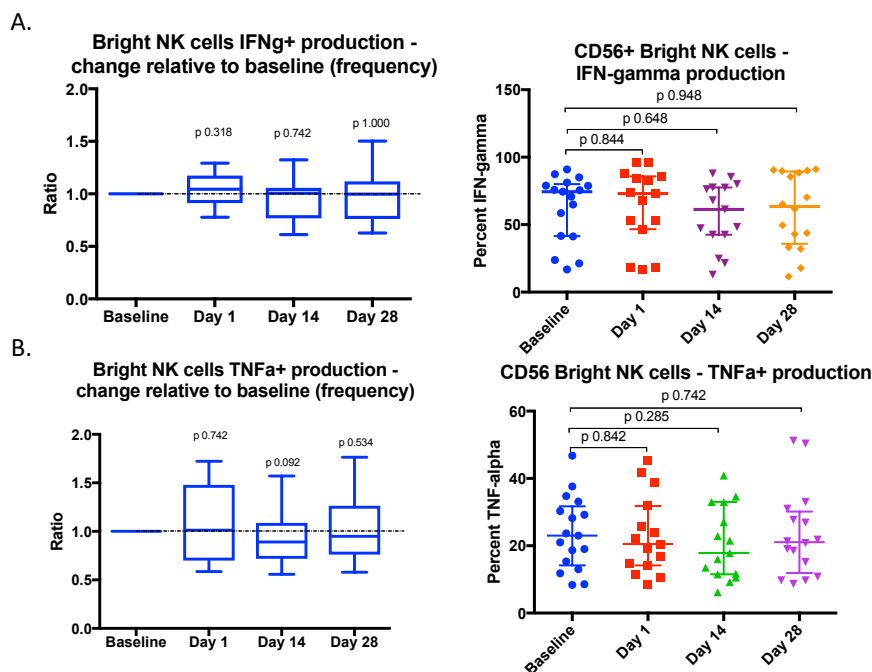 A.
Bright NK cells IFNg+ production -
change relative to baseline (frequency)
2.0
1.5
1.0
0.5
0.0
Ratio
p 0.318
p 0.742
p 1.000
Baseline
Day 1
Day 14
Day 28
CD56+ Bright NK cells -
IFN-gamma production
150
100
50
0
Percent IFN-gamma
p 0.948
p 0.648
p 0.844
Baseline
Day 1
Day 14
Day 28
B.
Bright NK cells TNFa+ production -
change relative to baseline (frequency)
2.0
1.5
1.0
0.5
0.0
Ratio
p 0.742
p 0.092
p 0.534
Baseline
Day 1
Day 14
Day 28
CD56 Bright NK cells - TNFa+ production
60
40
20
0
Percent TNF-alpha
p 0.742
p 0.285
p 0.842
Baseline
Day 1
Day 14
Day 28